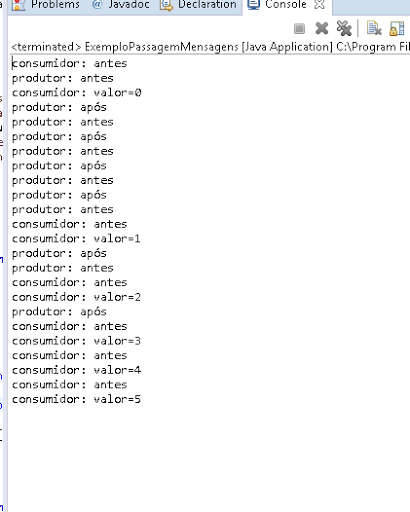 Problems @ Javadoc Declaration Console
<terminated> ExemploPassagemMensagens [Java Application] C:\Program Fil
consumidor: antes
produtor: antes
consumidor: valor=0
produtor: após
produtor: antes
produtor: após
produtor: antes
produtor: após
produtor: antes
produtor: após
produtor: antes
consumidor: antes
consumidor: valor=1
produtor: após
produtor: antes
consumidor: antes
consumidor: valor=2
produtor: após
consumidor: antes
consumidor: valor=3
consumidor: antes
consumidor: valor=4
consumidor: antes
consumidor: valor=5